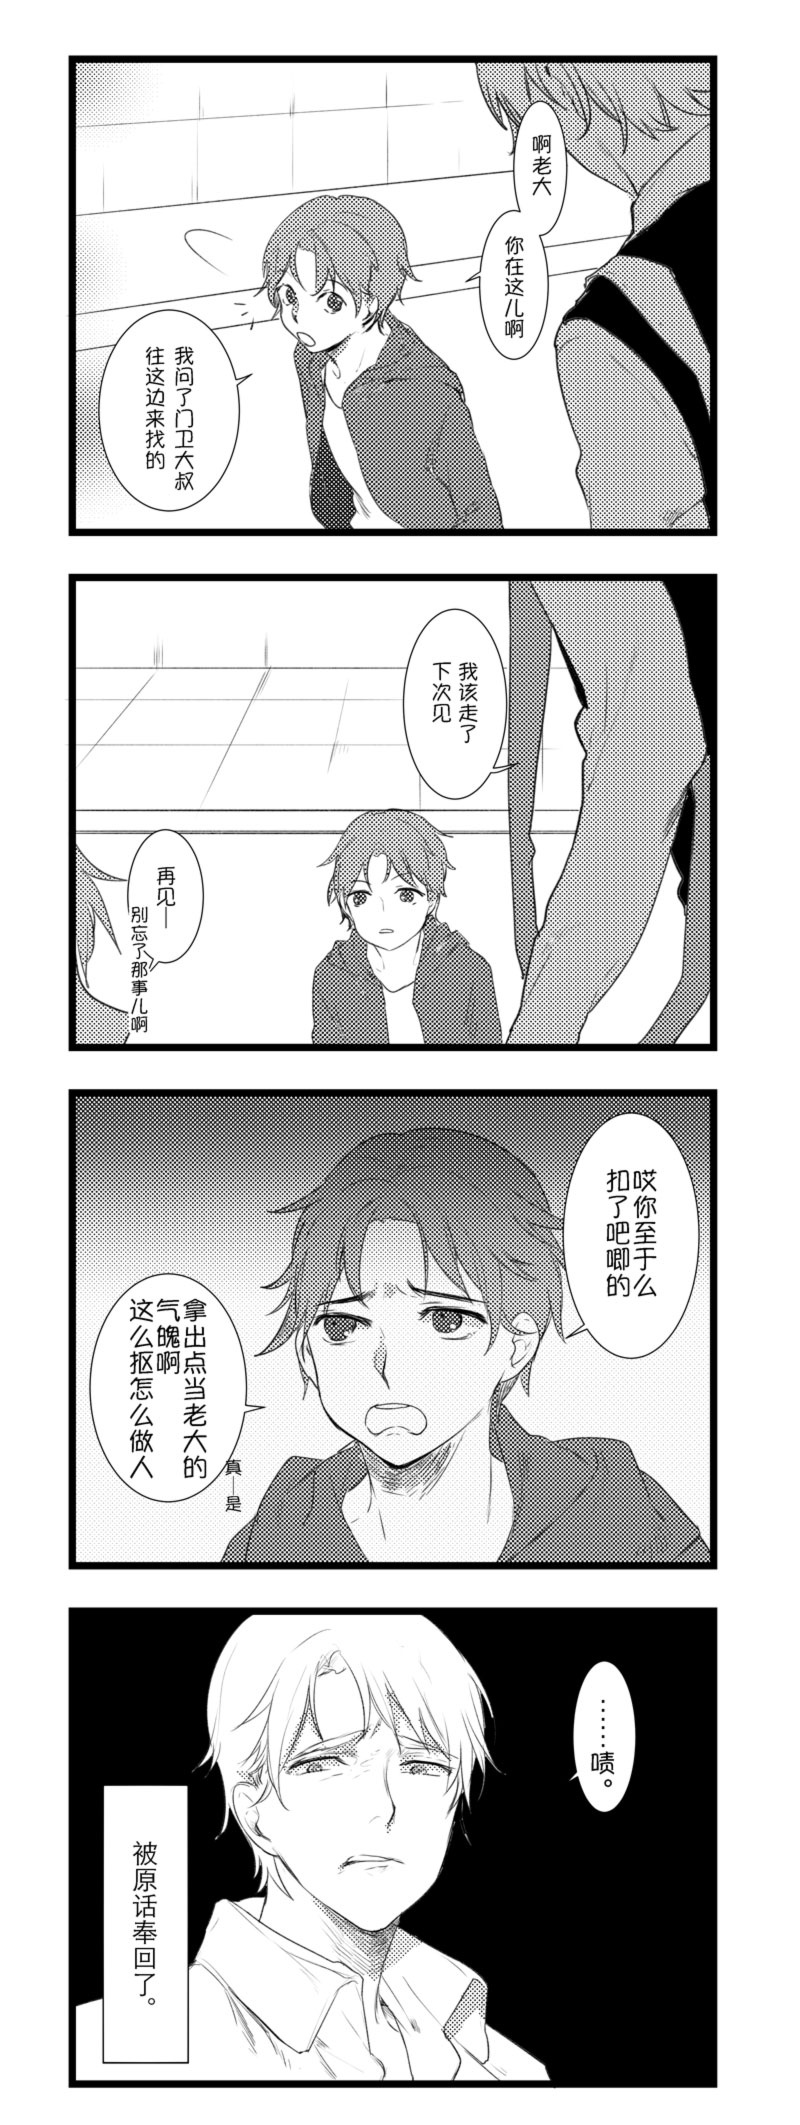 啊老大
你在这儿啊
我问了门卫大叔
往这边来找的
我该走了
下次见
再见—
别忘了那事儿啊
哎你至于么
扣了吧唧的
拿出点当老大的
气魄啊
这么抠怎么做人
真—是
……啧。
被原话奉回了。